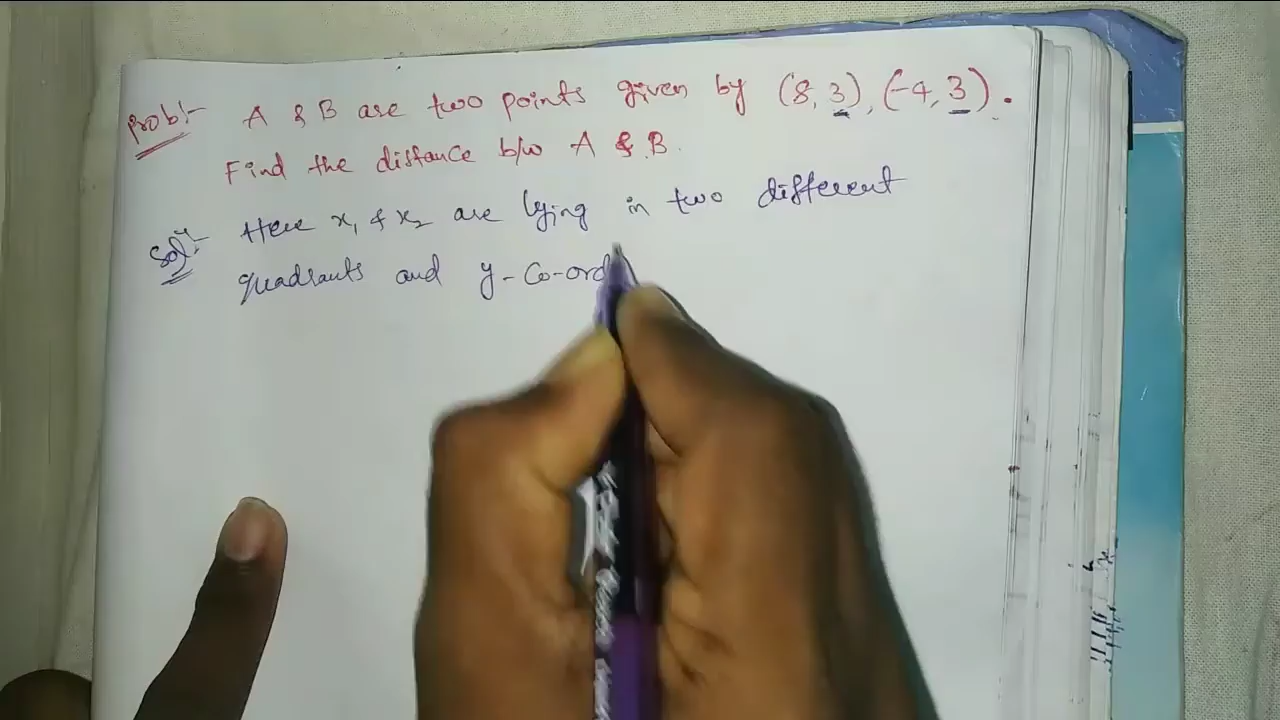 Prob:- A & B are two points given by (8, 3), (-4, 3).
Find the distance b/w A & B.
Sol:- Here x₁ & x₂ are lying in two different
quadrants and y-co-ord